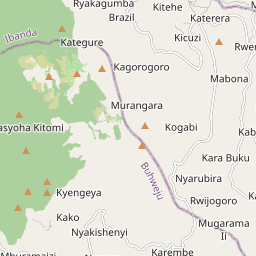 Ryakagumba
Kitehe
Brazil
Katerera
Ibanda
Kicuzi
Kategure
Rwe
Kagorogoro
Mabona
Murangara
asyoha Kitomi
Kogabi
Kara Buku
Buhweju
Nyarubira
Kyengeya
Rwijogoro
Kako
Mugarama
Nyakishenyi
Ii
Mburamaizi
Karembe